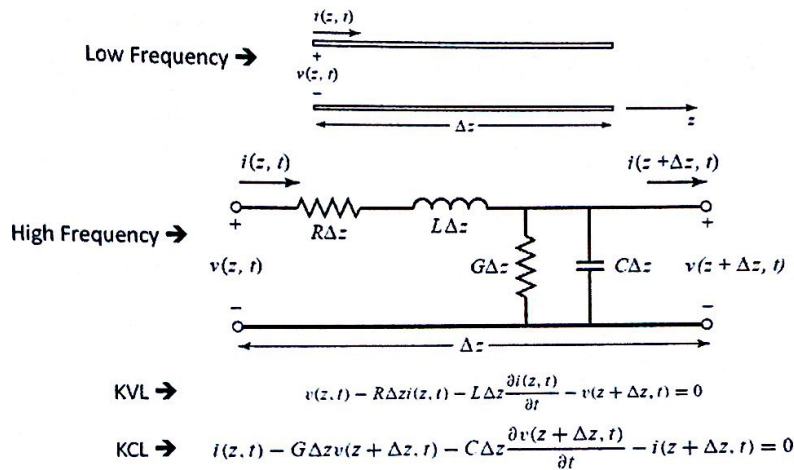 i(z, t)
Low Frequency →
+
v(z, t)
−
z
Δz
i(z, t)
i(z +Δz, t)
RΔz
LΔz
High Frequency →
+
+
v(z, t)
GΔz
CΔz
v(z + Δz, t)
−
−
Δz
KVL → v(z, t) − RΔzi(z, t) − LΔz ∂i(z, t)/∂t − v(z + Δz, t) = 0
KCL → i(z, t) − GΔzv(z + Δz, t) − CΔz ∂v(z + Δz, t)/∂t − i(z + Δz, t) = 0